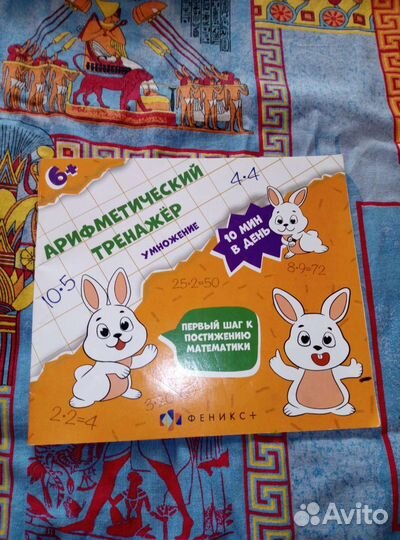 6+
4·4
АРИФМЕТИЧЕСКИЙ
ТРЕНАЖЁР
УМНОЖЕНИЕ
10 МИН
В ДЕНЬ
10·5
25·2=50
8·9=72
ПЕРВЫЙ ШАГ К
ПОСТИЖЕНИЮ
МАТЕМАТИКИ
2·2=4
ФЕНИКС+
Avito